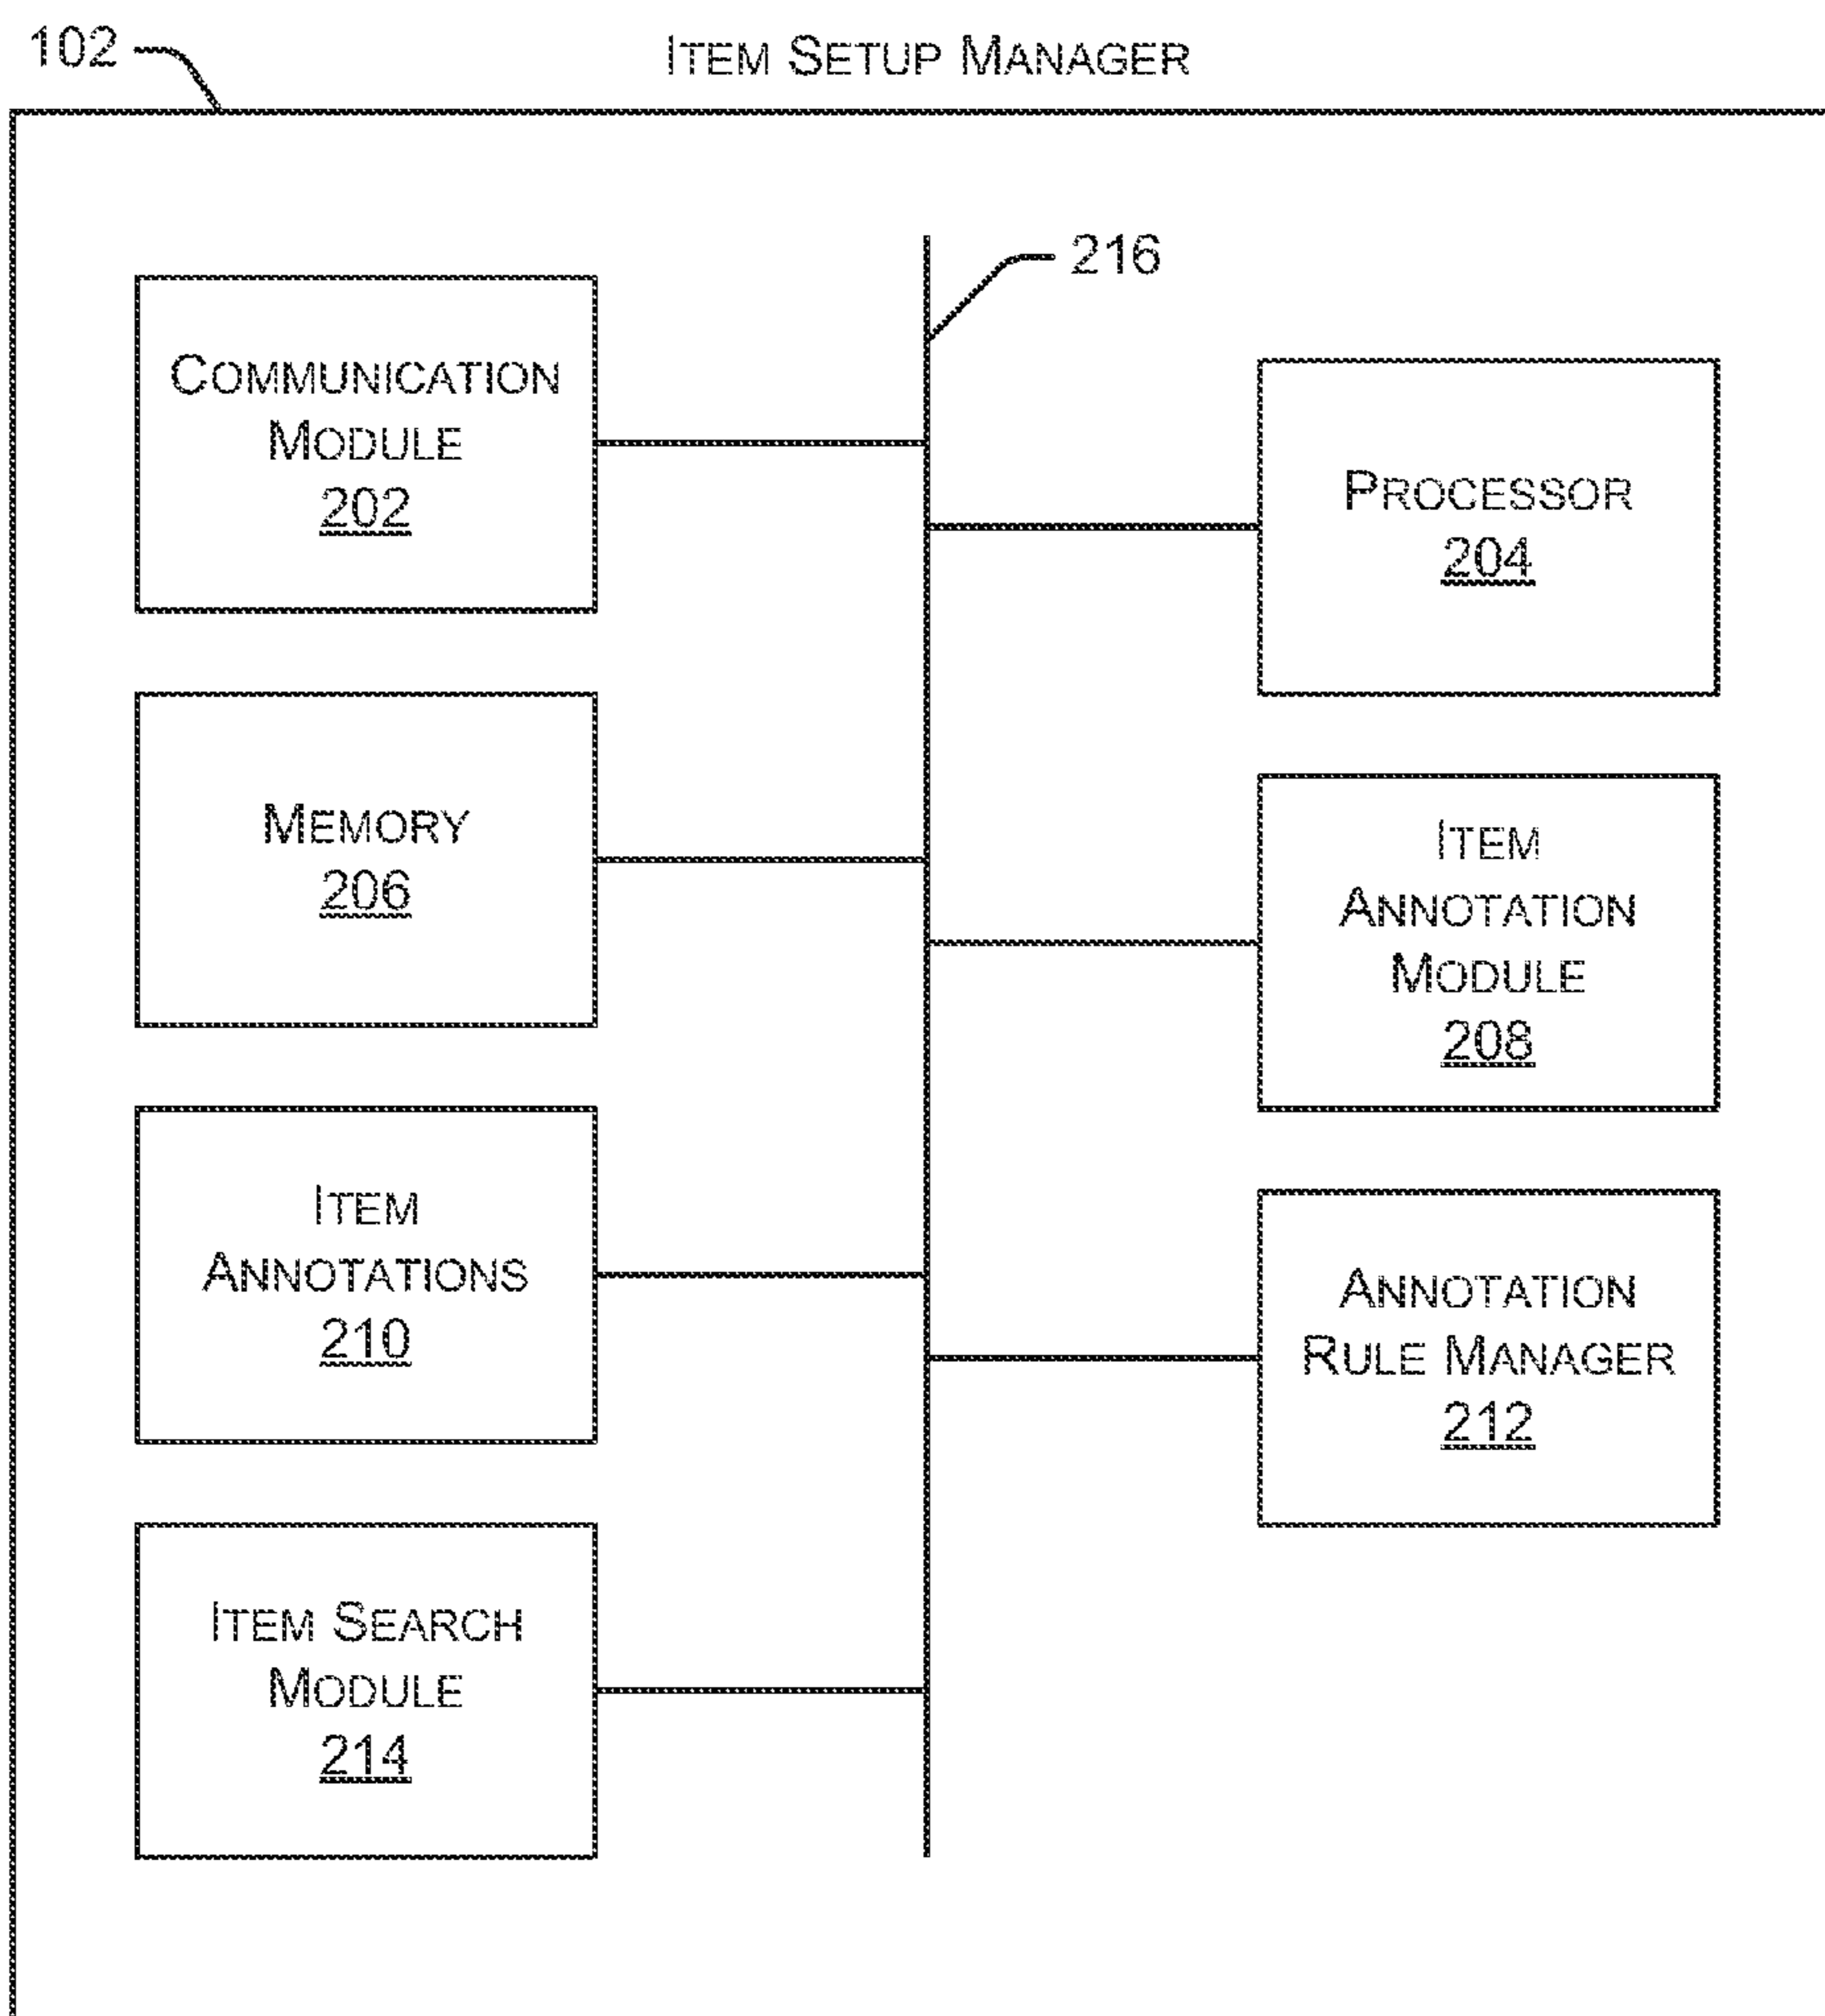 102
ITEM SETUP MANAGER
216
COMMUNICATION
MODULE
202
PROCESSOR
204
MEMORY
206
ITEM
ANNOTATION
MODULE
208
ITEM
ANNOTATIONS
210
ANNOTATION
RULE MANAGER
212
ITEM SEARCH
MODULE
214